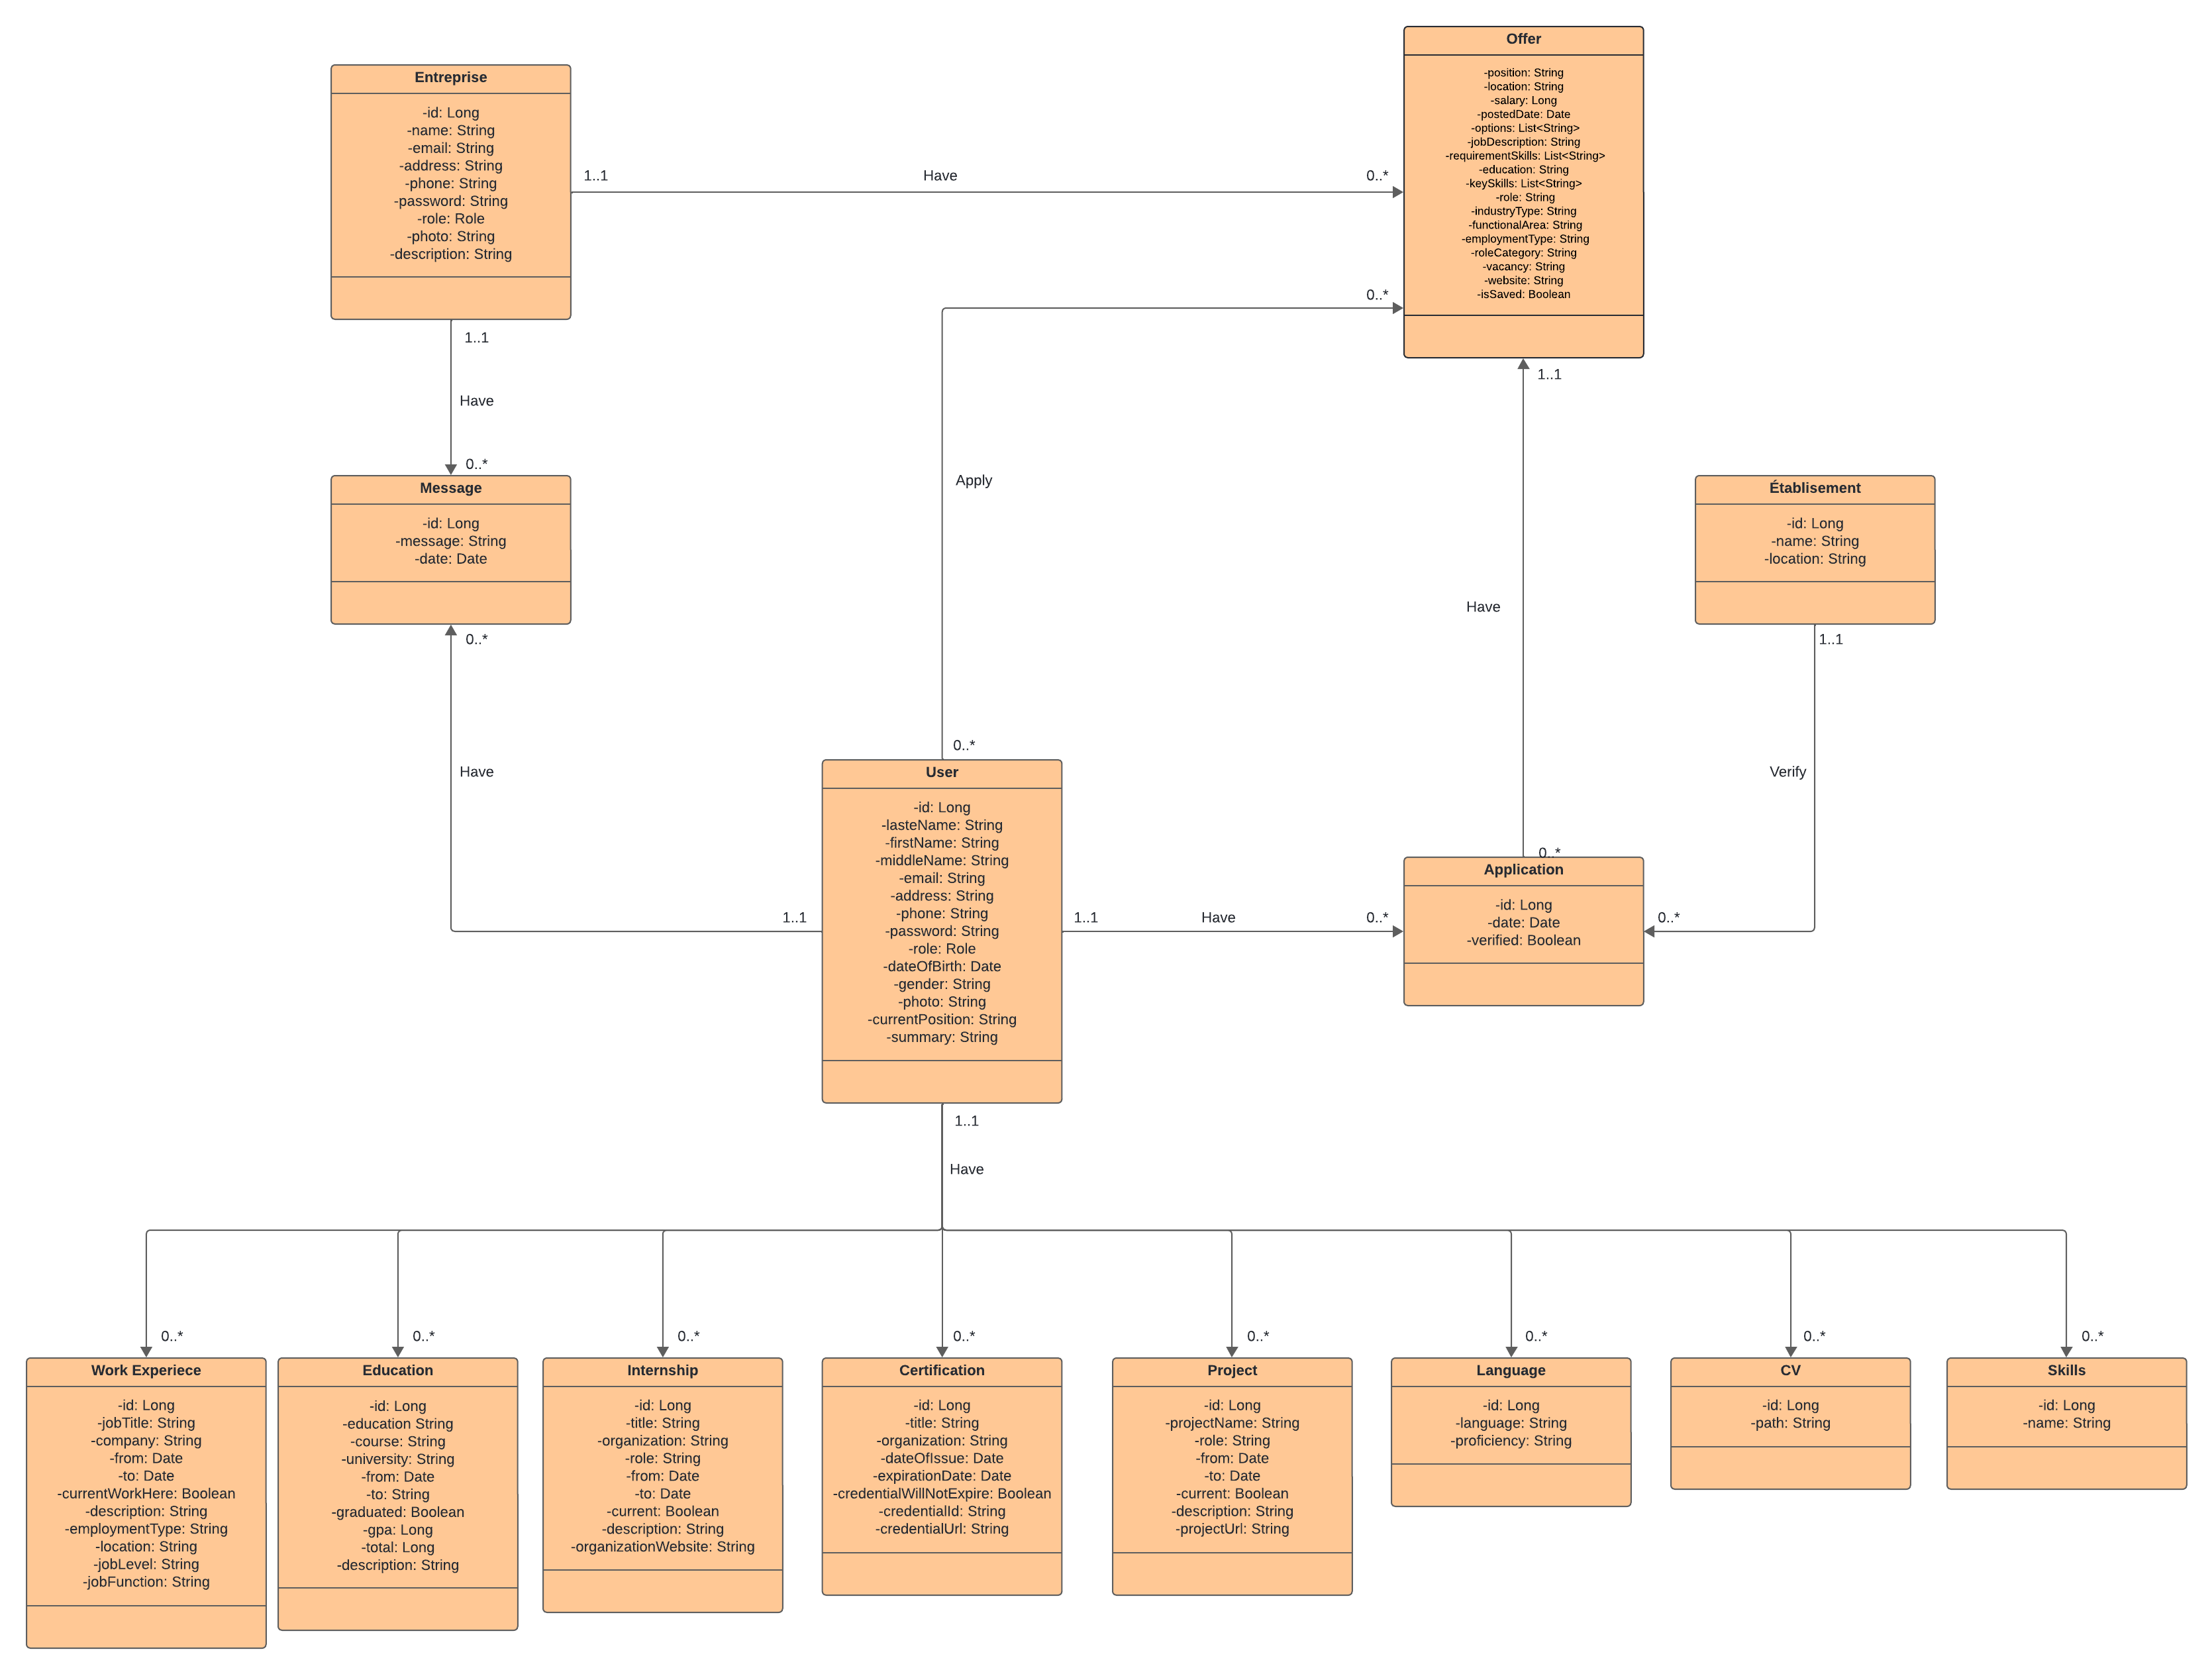 Offer
-position: String
-location: String
-salary: Long
-postedDate: Date
-options: List<String>
-jobDescription: String
-requirementSkills: List<String>
-education: String
-keySkills: List<String>
-role: String
-industryType: String
-functionalArea: String
-employmentType: String
-roleCategory: String
-vacancy: String
-website: String
-isSaved: Boolean
Entreprise
-id: Long
-name: String
-email: String
-address: String
-phone: String
-password: String
-role: Role
-photo: String
-description: String
1..1
Have
0..*
0..*
1..1
1..1
Have
0..*
Message
-id: Long
-message: String
-date: Date
0..*
Have
1..1
Apply
0..*
Have
0..*
Établisement
-id: Long
-name: String
-location: String
1..1
Verify
0..*
User
-id: Long
-lasteName: String
-firstName: String
-middleName: String
-email: String
-address: String
-phone: String
-password: String
-role: Role
-dateOfBirth: Date
-gender: String
-photo: String
-currentPosition: String
-summary: String
1..1
Have
0..*
Application
-id: Long
-date: Date
-verified: Boolean
1..1
Have
0..*
0..*
0..*
0..*
0..*
0..*
0..*
0..*
Work Experiece
-id: Long
-jobTitle: String
-company: String
-from: Date
-to: Date
-currentWorkHere: Boolean
-description: String
-employmentType: String
-location: String
-jobLevel: String
-jobFunction: String
Education
-id: Long
-education String
-course: String
-university: String
-from: Date
-to: String
-graduated: Boolean
-gpa: Long
-total: Long
-description: String
Internship
-id: Long
-title: String
-organization: String
-role: String
-from: Date
-to: Date
-current: Boolean
-description: String
-organizationWebsite: String
Certification
-id: Long
-title: String
-organization: String
-dateOfIssue: Date
-expirationDate: Date
-credentialWillNotExpire: Boolean
-credentialId: String
-credentialUrl: String
Project
-id: Long
-projectName: String
-role: String
-from: Date
-to: Date
-current: Boolean
-description: String
-projectUrl: String
Language
-id: Long
-language: String
-proficiency: String
CV
-id: Long
-path: String
Skills
-id: Long
-name: String